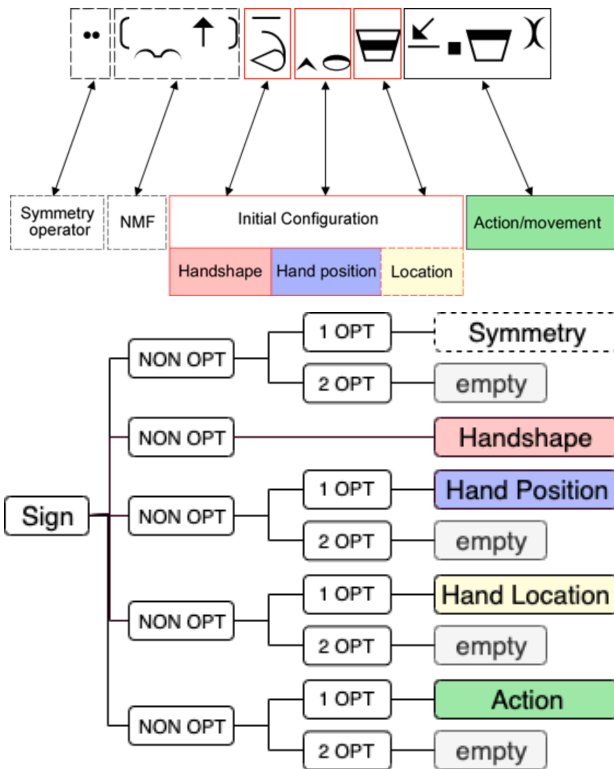 Symmetry
operator
NMF
Initial Configuration
Action/movement
Handshape
Hand position
Location
1 OPT
Symmetry
NON OPT
2 OPT
empty
NON OPT
Handshape
1 OPT
Hand Position
Sign
NON OPT
2 OPT
empty
1 OPT
Hand Location
NON OPT
2 OPT
empty
1 OPT
Action
NON OPT
2 OPT
empty